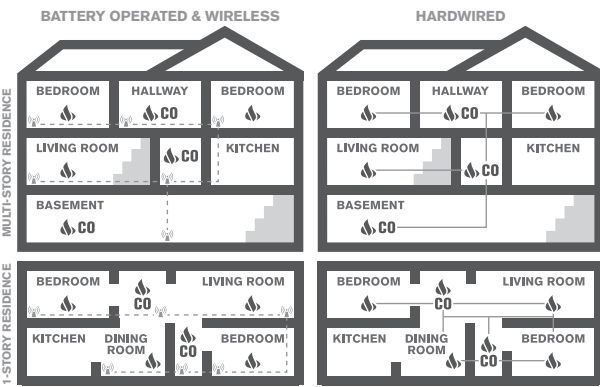 BATTERY OPERATED & WIRELESS
HARDWIRED
MULTI-STORY RESIDENCE
BEDROOM
HALLWAY
BEDROOM
CO
LIVING ROOM
CO
KITCHEN
BASEMENT
CO
BEDROOM
HALLWAY
BEDROOM
CO
LIVING ROOM
CO
KITCHEN
BASEMENT
CO
1-STORY RESIDENCE
BEDROOM
LIVING ROOM
CO
KITCHEN
DINING
ROOM
CO
BEDROOM
BEDROOM
LIVING ROOM
CO
KITCHEN
DINING
ROOM
CO
BEDROOM